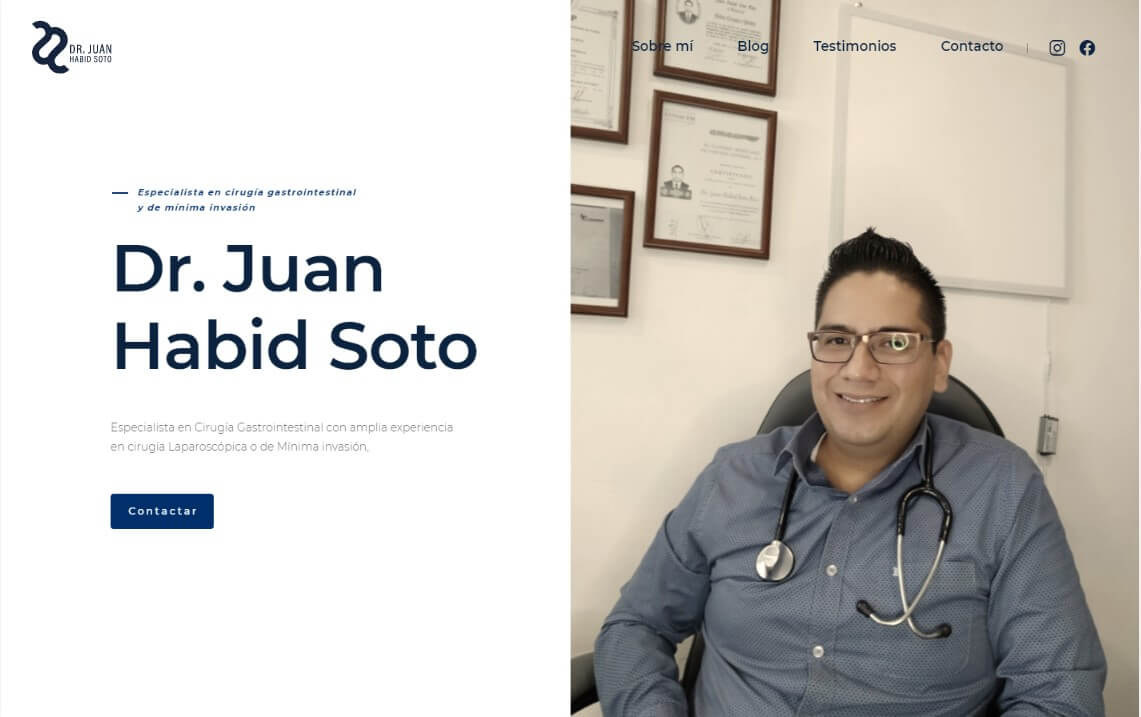 DR. JUAN
HABID SOTO
Sobre mí
Blog
Testimonios
Contacto
Especialista en cirugía gastrointestinal
y de mínima invasión
Dr. Juan
Habid Soto
Especialista en Cirugía Gastrointestinal con amplia experiencia
en cirugía Laparoscópica o de Mínima invasión,
Contactar